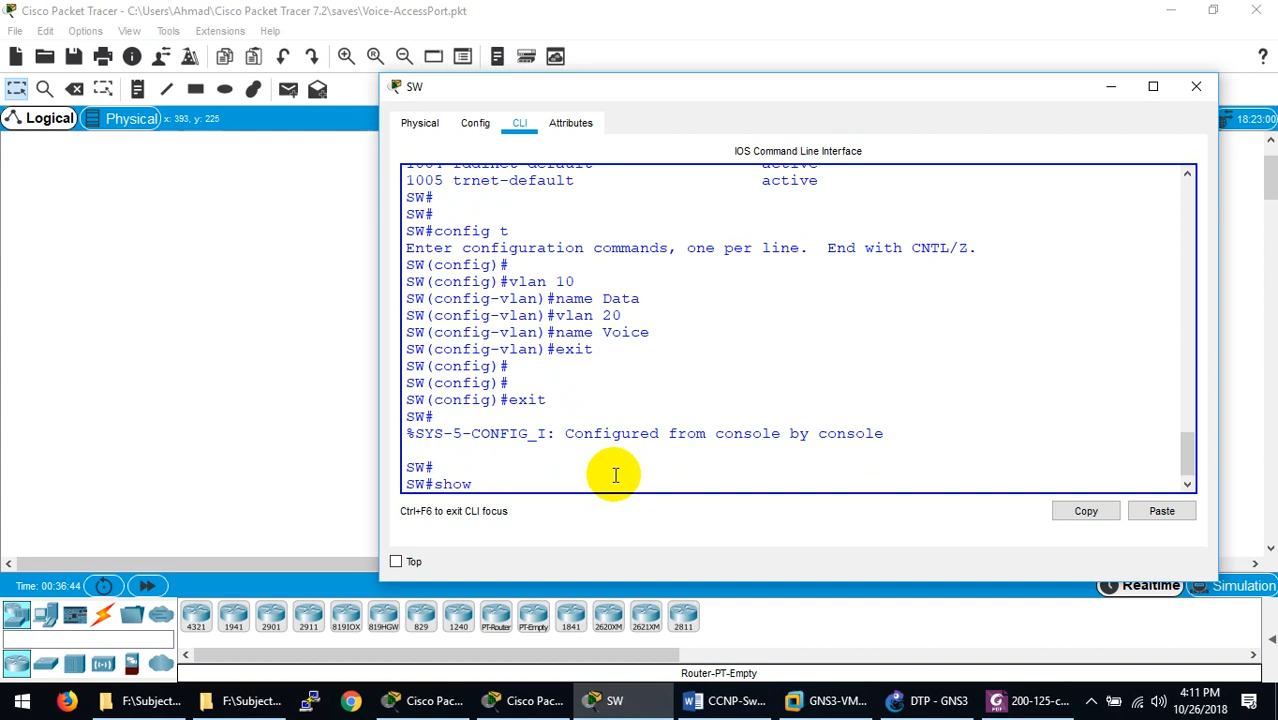 Cisco Packet Tracer - C:\Users\Ahmad\Cisco Packet Tracer 7.2\saves\Voice-AccessPort.pkt
File Edit Options View Tools Extensions Help
Logical Physical x: 393, y: 225
18:23:00
SW
Physical Config CLI Attributes
IOS Command Line Interface
1005 trnet-default active
SW#
SW#
SW#config t
Enter configuration commands, one per line. End with CNTL/Z.
SW(config)#
SW(config)#vlan 10
SW(config-vlan)#name Data
SW(config-vlan)#vlan 20
SW(config-vlan)#name Voice
SW(config-vlan)#exit
SW(config)#
SW(config)#
SW(config)#exit
SW#
%SYS-5-CONFIG_I: Configured from console by console
SW#
SW#show
Ctrl+F6 to exit CLI focus
Copy Paste
Top
Time: 00:36:44
Realtime Simulation
4321 1941 2901 2911 819IOX 819HGW 829 1240 PT-Router PT-Empty 1841 2620XM 2621XM 2811
Router-PT-Empty
F:\Subject... F:\Subject... Cisco Packet... Cisco Pac... SW CCNP-Sw... GNS3-VM... DTP - GNS3 200-125-c...
4:11 PM
10/26/2018